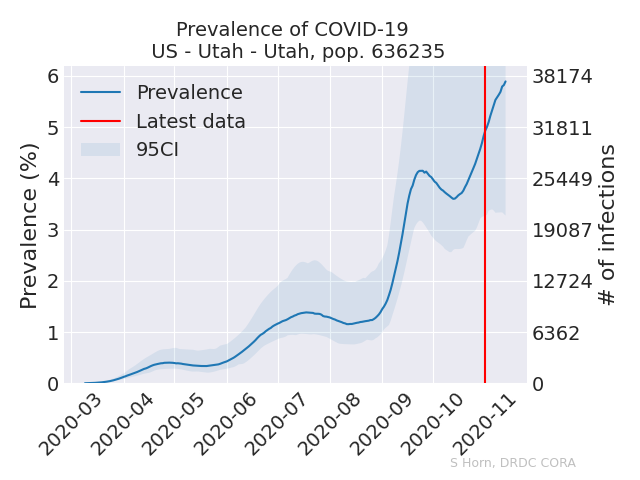 Prevalence of COVID-19
US - Utah - Utah, pop. 636235
Prevalence
Latest data
95CI
Prevalence (%)
6
5
4
3
2
1
0
38174
31811
25449
19087
12724
6362
0
# of infections
2020-03
2020-04
2020-05
2020-06
2020-07
2020-08
2020-09
2020-10
2020-11
S Horn, DRDC CORA